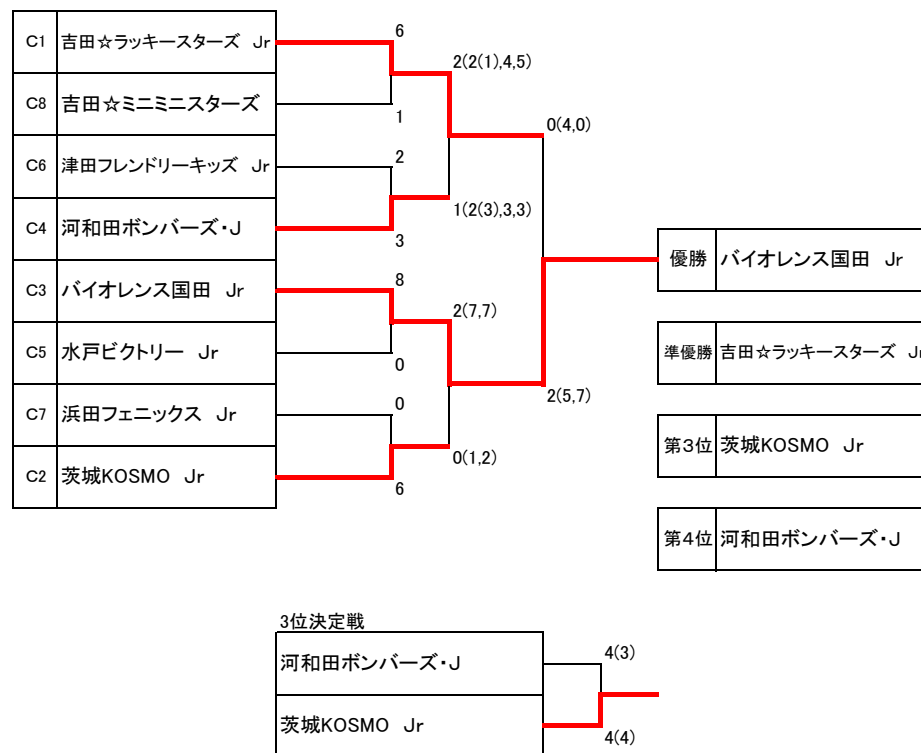 C1 吉田☆ラッキースターズ Jr
6
2(2(1),4,5)
C8 吉田☆ミニミニスターズ
1
0(4,0)
C6 津田フレンドリーキッズ Jr
2
1(2(3),3,3)
C4 河和田ボンバーズ・J
3
優勝 バイオレンス国田 Jr
C3 バイオレンス国田 Jr
8
2(7,7)
C5 水戸ビクトリー Jr
0
準優勝 吉田☆ラッキースターズ Jr
2(5,7)
C7 浜田フェニックス Jr
0
第3位 茨城KOSMO Jr
0(1,2)
C2 茨城KOSMO Jr
6
第4位 河和田ボンバーズ・J
3位決定戦
河和田ボンバーズ・J
4(3)
茨城KOSMO Jr
4(4)